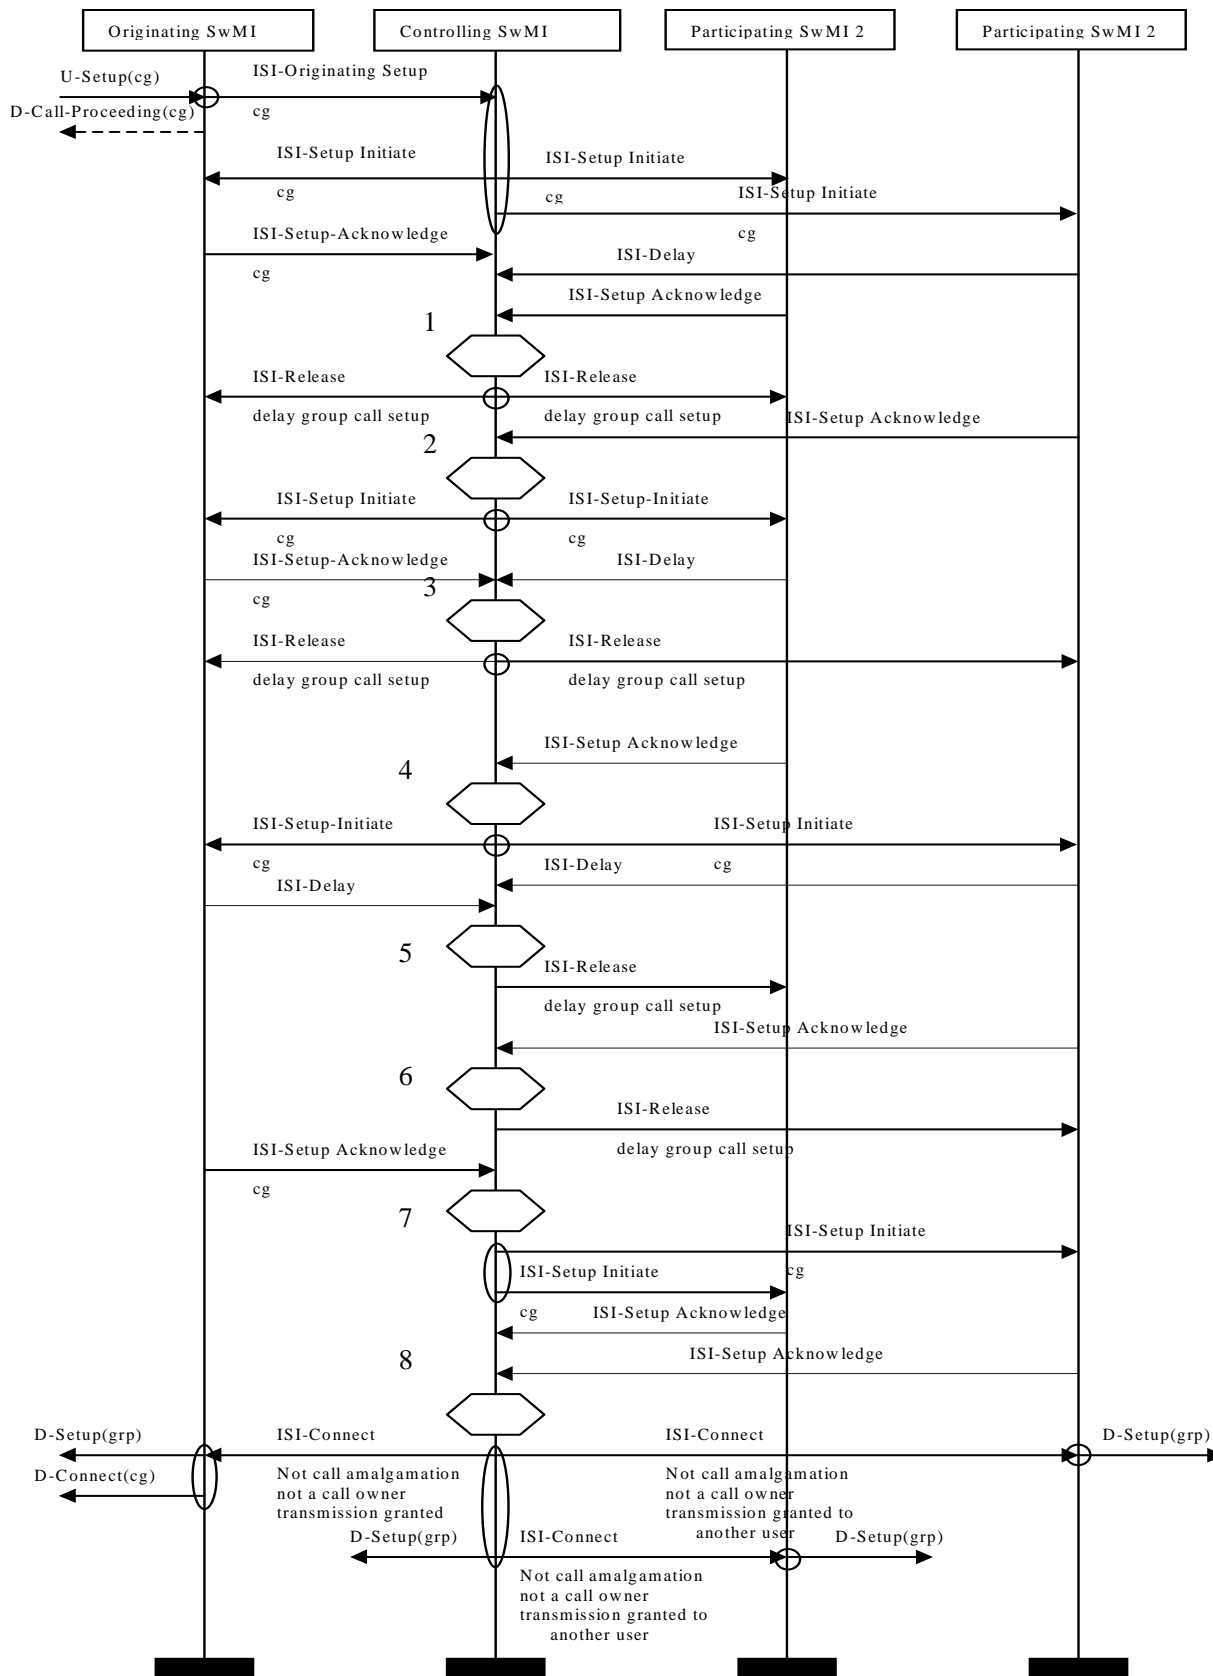 Originating SwMI
Controlling SwMI
Participating SwMI 2
Participating SwMI 2
U-Setup(cg)
ISI-Originating Setup
D-Call-Proceeding(cg)
cg
ISI-Setup Initiate
ISI-Setup Initiate
cg
cg
ISI-Setup Initiate
cg
ISI-Setup-Acknowledge
cg
ISI-Delay
ISI-Setup Acknowledge
1
ISI-Release
ISI-Release
delay group call setup
delay group call setup
ISI-Setup Acknowledge
2
ISI-Setup Initiate
ISI-Setup-Initiate
cg
cg
ISI-Setup-Acknowledge
ISI-Delay
3
cg
ISI-Release
ISI-Release
delay group call setup
delay group call setup
ISI-Setup Acknowledge
4
ISI-Setup-Initiate
ISI-Setup Initiate
cg
ISI-Delay
cg
ISI-Delay
5
ISI-Release
delay group call setup
ISI-Setup Acknowledge
6
ISI-Release
delay group call setup
ISI-Setup Acknowledge
cg
7
ISI-Setup Initiate
cg
ISI-Setup Initiate
cg
ISI-Setup Acknowledge
ISI-Setup Acknowledge
8
D-Setup(grp)
ISI-Connect
ISI-Connect
D-Setup(grp)
D-Connect(cg)
Not call amalgamation
not a call owner
transmission granted
Not call amalgamation
not a call owner
transmission granted to
another user
D-Setup(grp)
ISI-Connect
D-Setup(grp)
Not call amalgamation
not a call owner
transmission granted to
another user